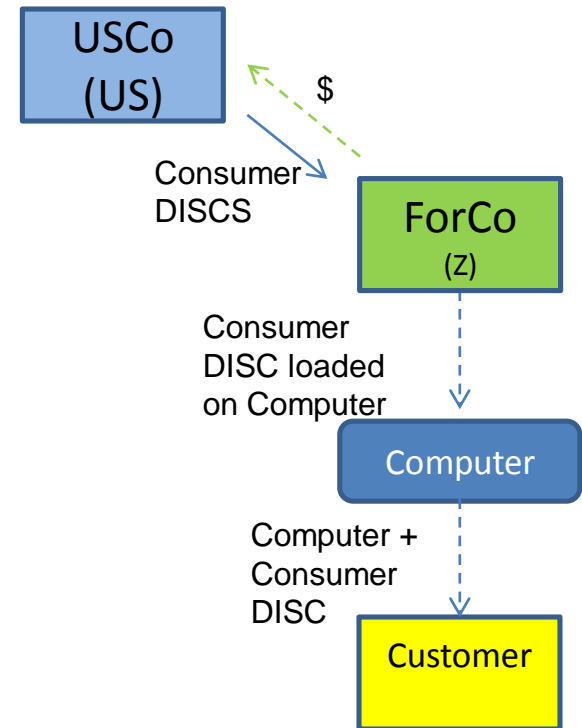 USCo
(US)
$
Consumer
DISCS
ForCo
(Z)
Consumer
DISC loaded
on Computer
Computer
Computer +
Consumer
DISC
Customer